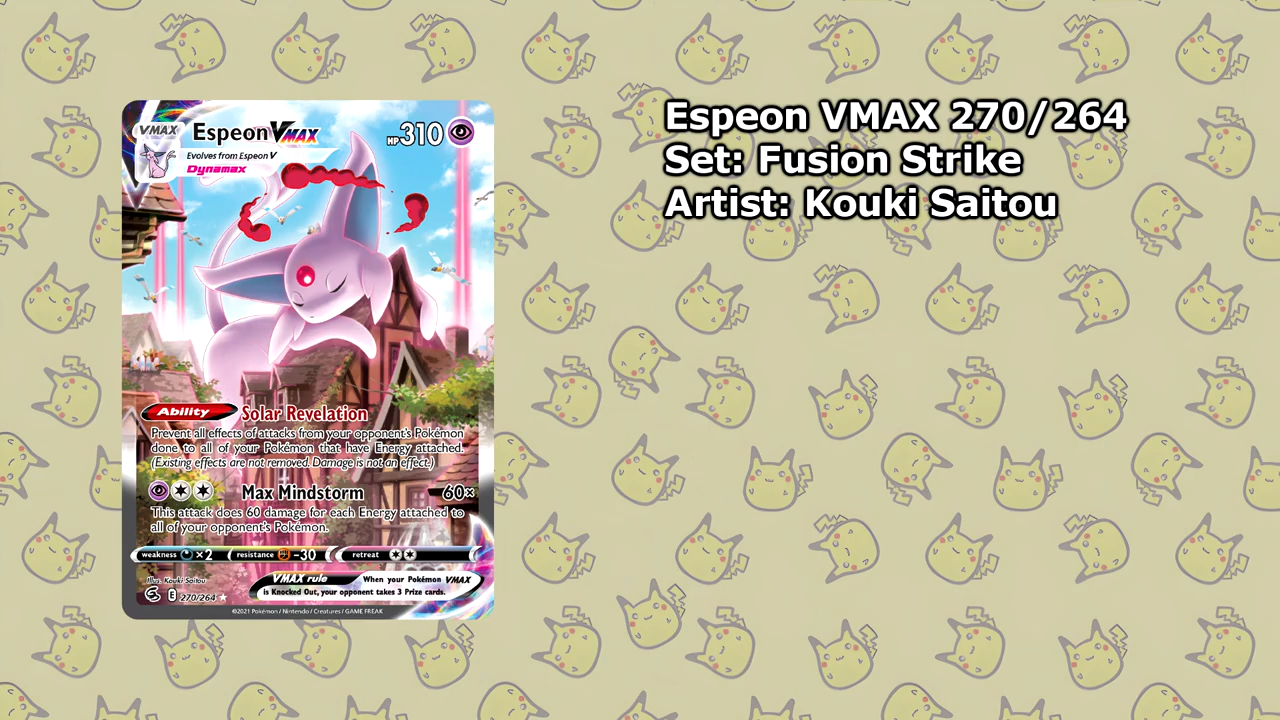 Espeon VMAX 270/264
Set: Fusion Strike
Artist: Kouki Saitou
VMAX
Espeon VMAX
HP 310
Evolves from Espeon V
Dynamax
Ability Solar Revelation
Prevent all effects of attacks from your opponent's Pokémon
done to all of your Pokémon that have Energy attached.
(Existing effects are not removed. Damage is not an effect.)
Max Mindstorm 60×
This attack does 60 damage for each Energy attached to
all of your opponent's Pokémon.
weakness ×2 resistance -30 retreat
Illus. Kouki Saitou
E 270/264
VMAX rule When your Pokémon VMAX
is Knocked Out, your opponent takes 3 Prize cards.
©2021 Pokémon / Nintendo / Creatures / GAME FREAK